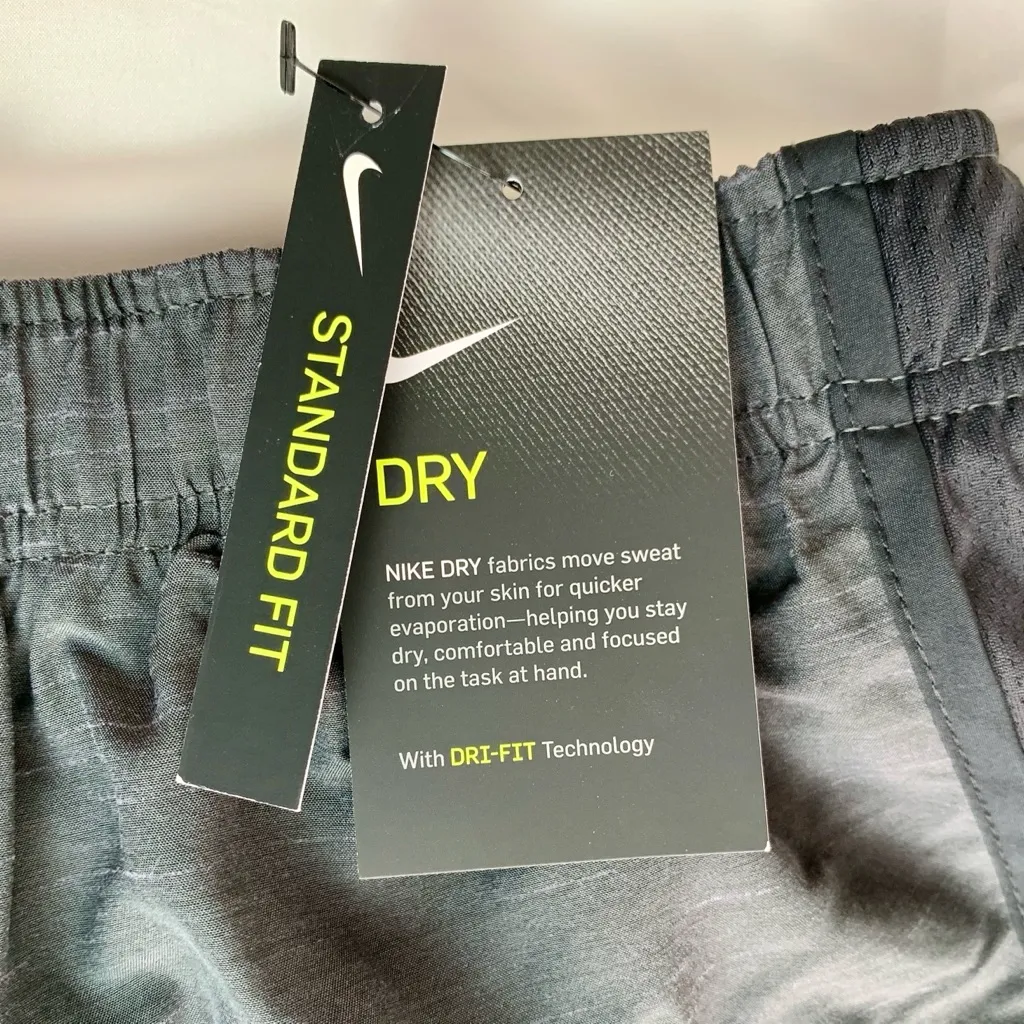 STANDARD FIT
DRY
NIKE DRY fabrics move sweat
from your skin for quicker
evaporation—helping you stay
dry, comfortable and focused
on the task at hand.
With DRI-FIT Technology